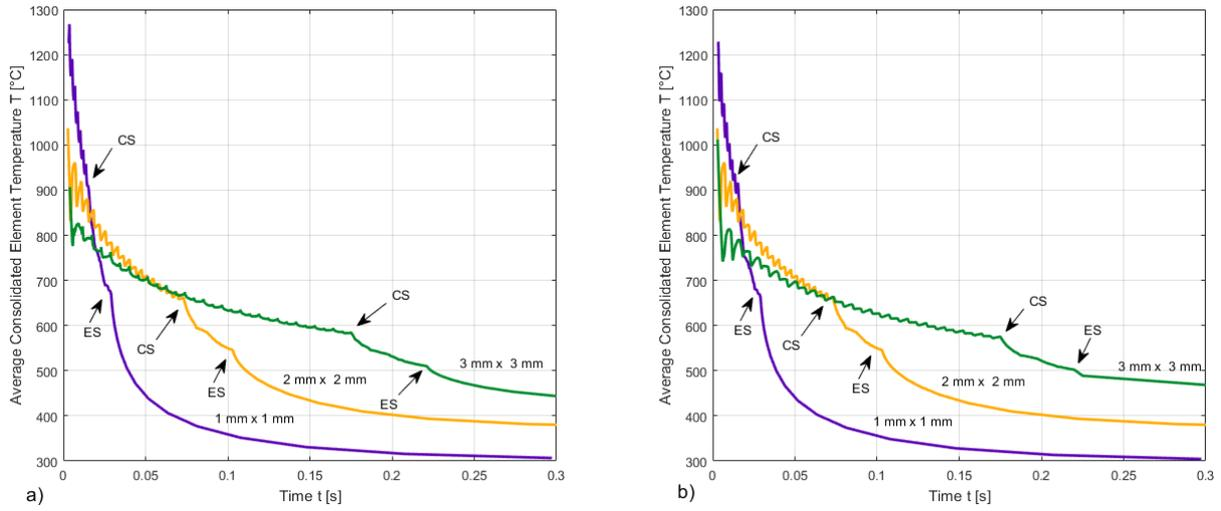 Average Consolidated Element Temperature T [°C]
1300
1200
1100
1000
900
800
700
600
500
400
300
CS
ES
CS
ES
CS
ES
3 mm x 3 mm
2 mm x 2 mm
1 mm x 1 mm
0
0.05
0.1
0.15
0.2
0.25
0.3
Time t [s]
a)
Average Consolidated Element Temperature T [°C]
1300
1200
1100
1000
900
800
700
600
500
400
300
CS
CS
ES
ES
CS
ES
3 mm x 3 mm
2 mm x 2 mm
1 mm x 1 mm
0
0.05
0.1
0.15
0.2
0.25
0.3
Time t [s]
b)